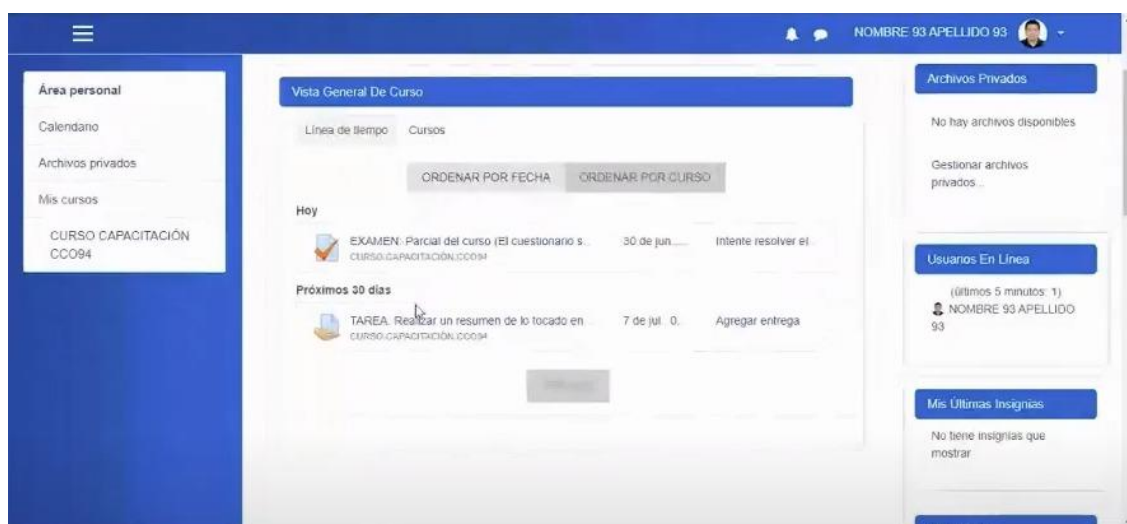 NOMBRE 93 APELLIDO 93
Área personal
Calendario
Archivos privados
Mis cursos
CURSO CAPACITACIÓN
CCO94
Vista General De Curso
Línea de tiempo Cursos
ORDENAR POR FECHA ORDENAR POR CURSO
Hoy
EXAMEN: Parcial del curso (El cuestionario s... 30 de jun...... Intente resolver el
CURSO CAPACITACIÓN CCO94
Próximos 30 días
TAREA: Realizar un resumen de lo tocado en 7 de jul 0. Agregar entrega
CURSO CAPACITACIÓN CCO94
Archivos Privados
No hay archivos disponibles
Gestionar archivos
privados...
Usuarios En Línea
(últimos 5 minutos: 1)
NOMBRE 93 APELLIDO
93
Mis Últimas Insignias
No tiene insignias que
mostrar